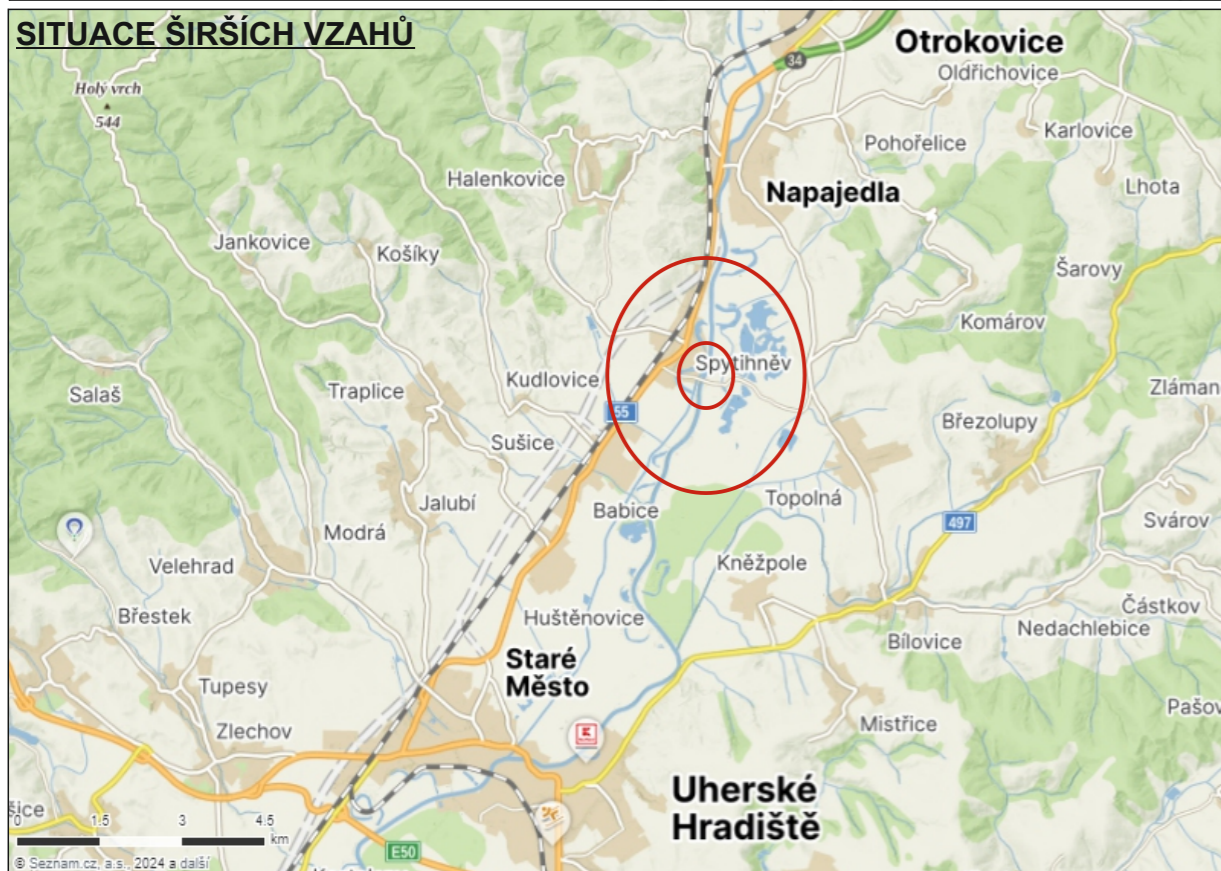 SITUACE ŠIRŠÍCH VZAHŮ
Otrokovice
34
Oldřichovice
Holý vrch
544
Karlovice
Pohořelice
Halenkovice
Lhota
Napajedla
Jankovice
Košíky
Šarovy
Komárov
Spytihněv
Kudlovice
Traplice
Salaš
Zláman
55
Březolupy
Sušice
Topolná
Jalubí
Babice
497
Svárov
Modrá
Kněžpole
Velehrad
Částkov
Břestek
Huštěnovice
Nedachlebice
Bílovice
Staré
Město
Tupesy
Pašov
Mistřice
Zlechov
Uherské
Hradiště
šice
0 1.5 3 4.5
km
E50
© Seznam.cz, a.s., 2024 a další